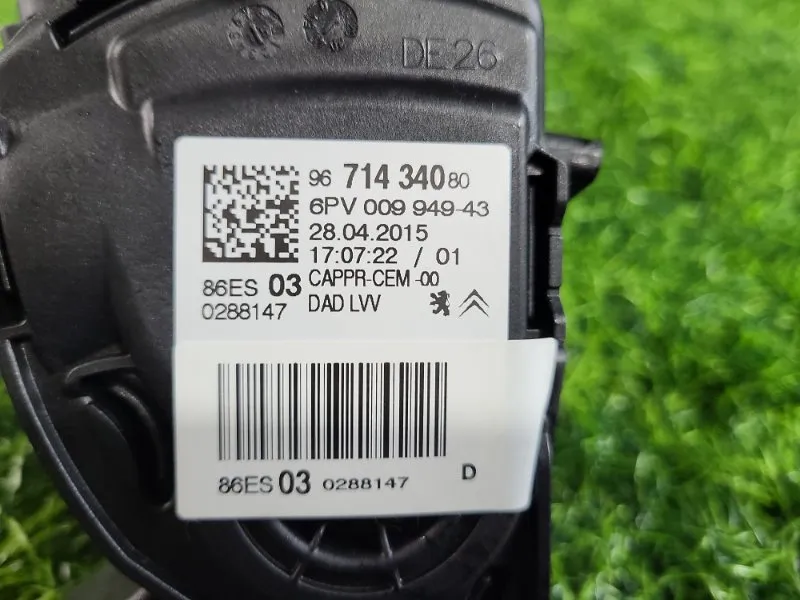 DE26
96 714 340 80
6PV 009 949-43
28.04.2015
17:07:22 / 01
86ES 03 CAPPR-CEM -00
0288147 DAD LVV
86ES 03 0288147 D